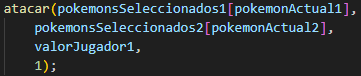 atacar(pokemonsSeleccionados1[pokemonActual1],
pokemonsSeleccionados2[pokemonActual2],
valorJugador1,
1);